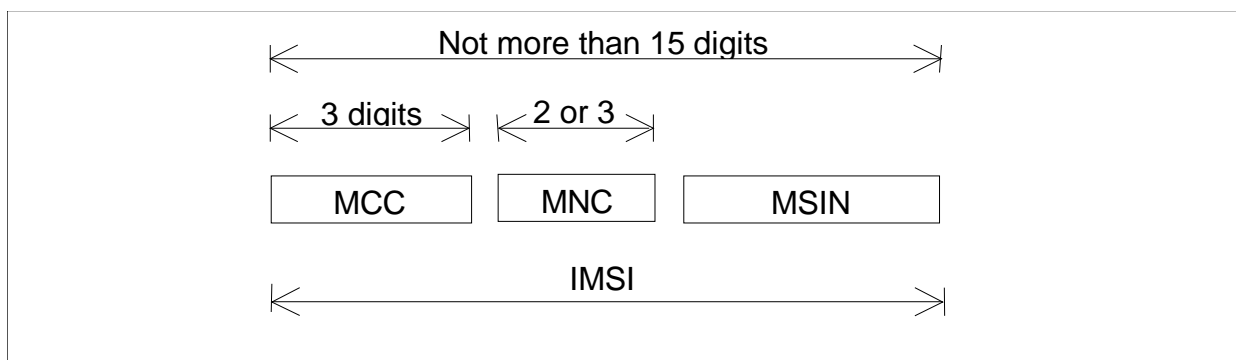 Not more than 15 digits
3 digits 2 or 3
MCC MNC MSIN
IMSI